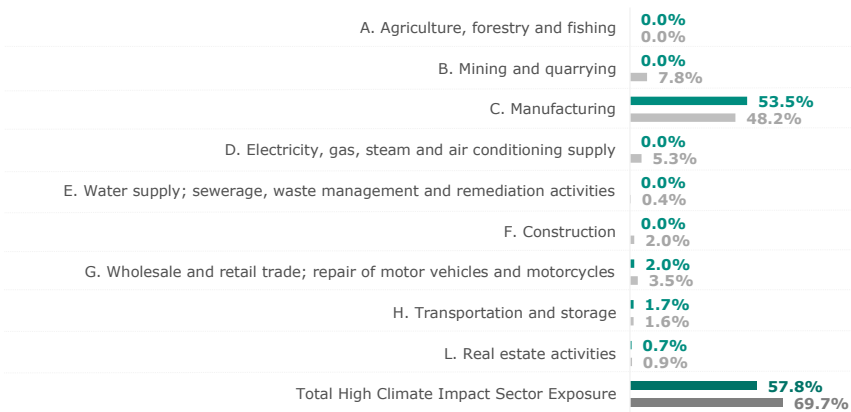 A. Agriculture, forestry and fishing
0.0%
0.0%
B. Mining and quarrying
0.0%
7.8%
C. Manufacturing
53.5%
48.2%
D. Electricity, gas, steam and air conditioning supply
0.0%
5.3%
E. Water supply; sewerage, waste management and remediation activities
0.0%
0.4%
F. Construction
0.0%
2.0%
G. Wholesale and retail trade; repair of motor vehicles and motorcycles
2.0%
3.5%
H. Transportation and storage
1.7%
1.6%
L. Real estate activities
0.7%
0.9%
Total High Climate Impact Sector Exposure
57.8%
69.7%